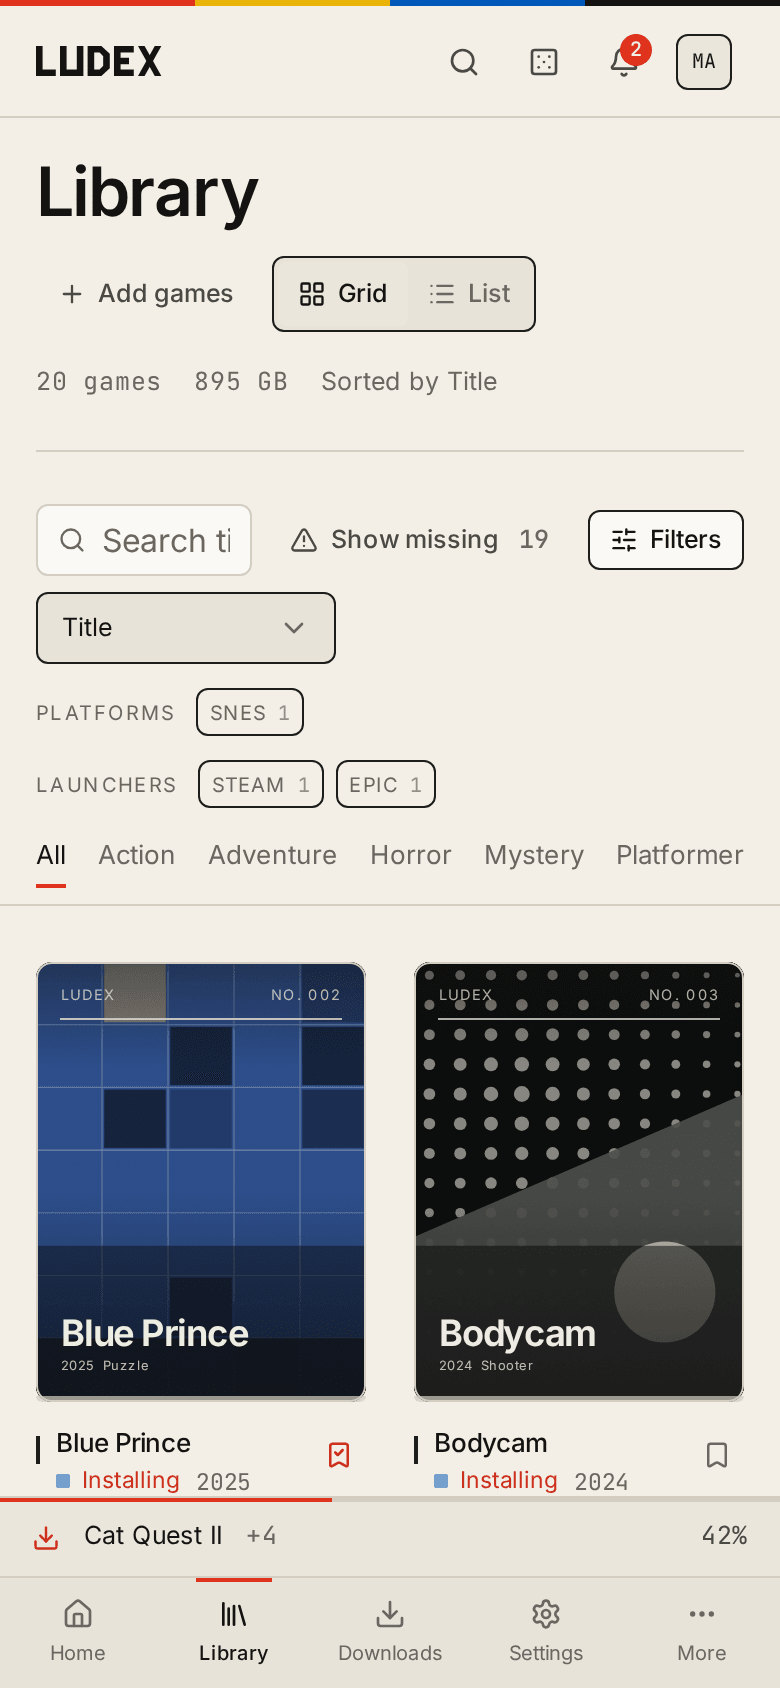 LUDEX
2
MA
Library
Add games
Grid
List
20 games 895 GB Sorted by Title
Search ti
Show missing 19
Filters
Title
PLATFORMS SNES 1
LAUNCHERS STEAM 1 EPIC 1
All Action Adventure Horror Mystery Platformer
LUDEX NO. 002
Blue Prince
2025 Puzzle
LUDEX NO. 003
Bodycam
2024 Shooter
Blue Prince
Installing 2025
Bodycam
Installing 2024
Cat Quest II +4 42%
Home Library Downloads Settings More